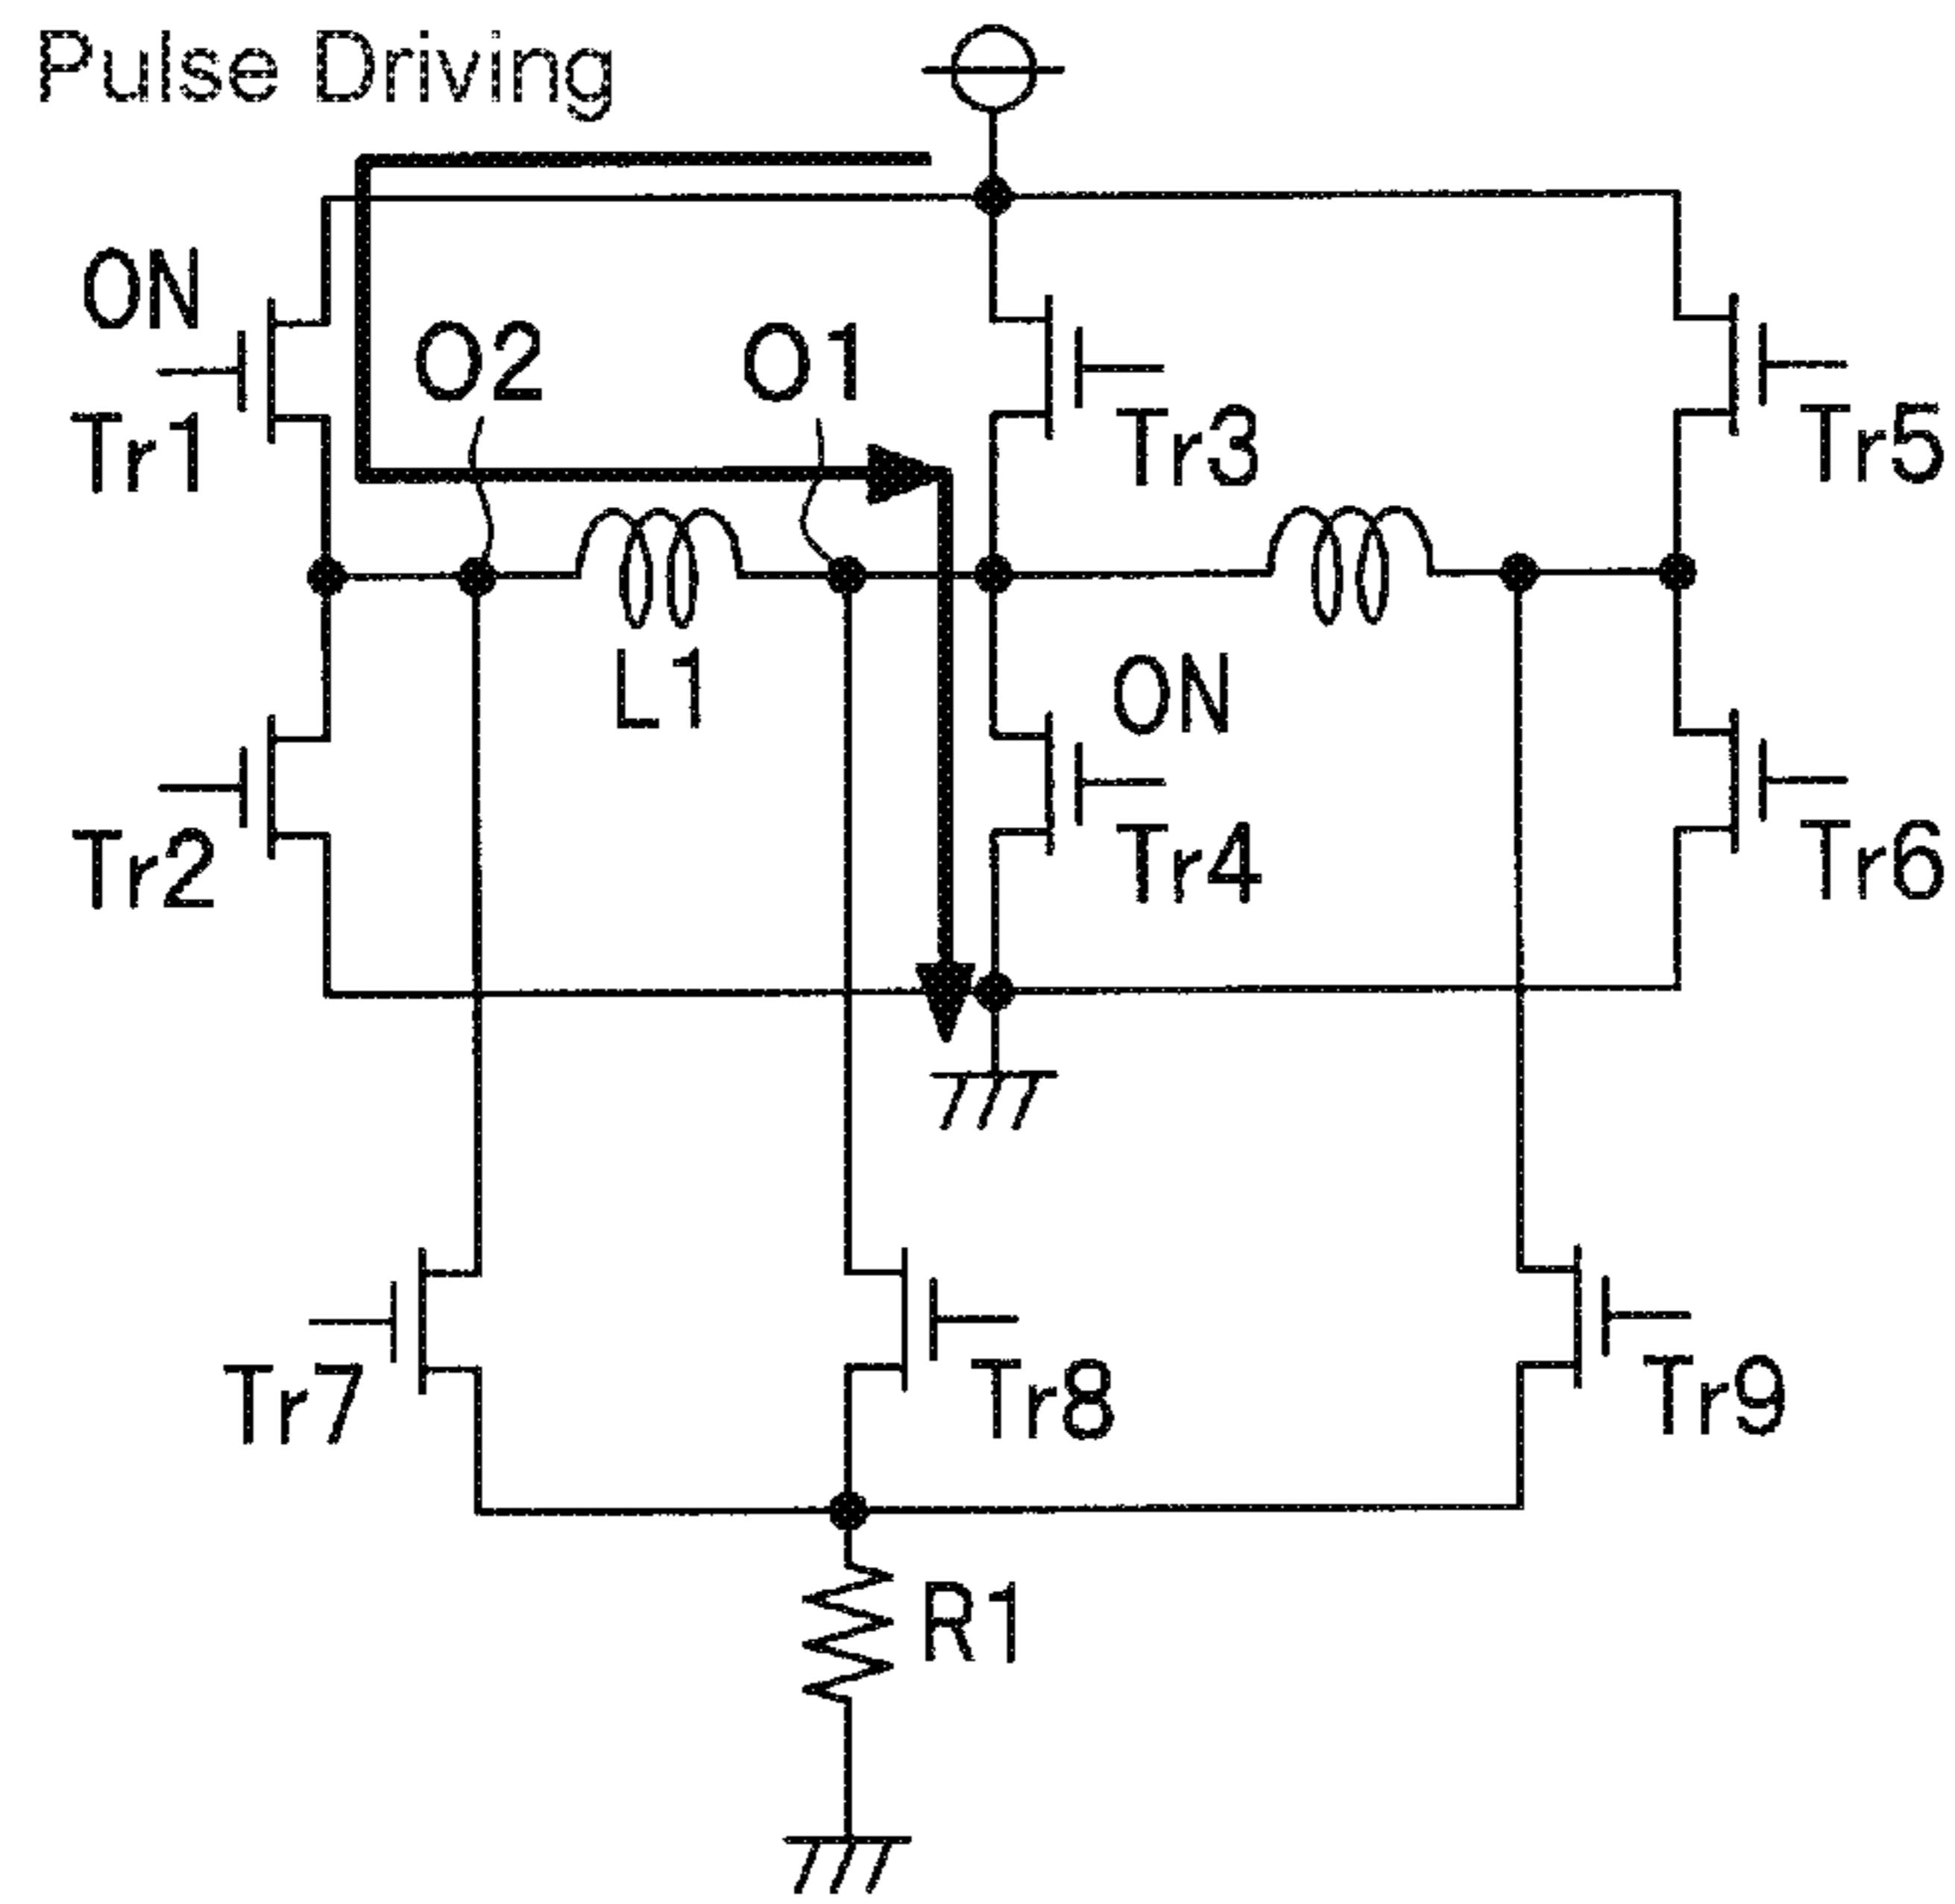 Pulse Driving
ON
Tr1
O2
O1
Tr3
Tr5
L1
ON
Tr2
Tr4
Tr6
Tr7
Tr8
Tr9
R1